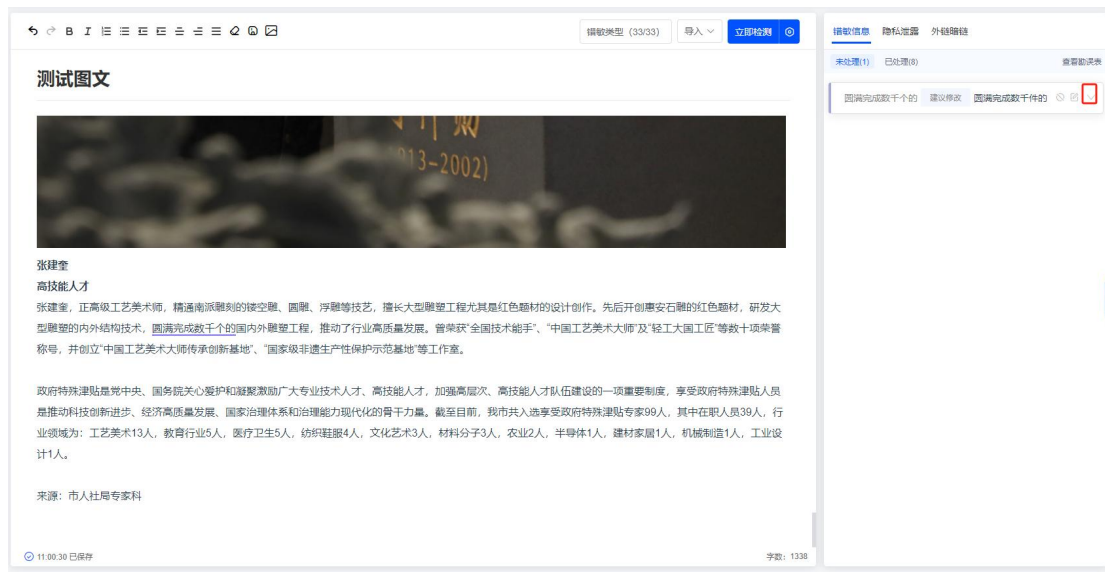 错敏类型 (33/33) 导入 立即检测
测试图文
013-2002)
张建奎
高技能人才
张建奎，正高级工艺美术师，精通南派雕刻的镂空雕、圆雕、浮雕等技艺，擅长大型雕塑工程尤其是红色题材的设计创作。先后开创惠安石雕的红色题材，研发大
型雕塑的内外结构技术，圆满完成数千个的国内外雕塑工程，推动了行业高质量发展。曾荣获“全国技术能手”、“中国工艺美术大师”及“轻工大国工匠”等数十项荣誉
称号，并创立“中国工艺美术大师传承创新基地”、“国家级非遗生产性保护示范基地”等工作室。
政府特殊津贴是党中央、国务院关心爱护和凝聚激励广大专业技术人才、高技能人才，加强高层次、高技能人才队伍建设的一项重要制度，享受政府特殊津贴人员
是推动科技创新进步、经济高质量发展、国家治理体系和治理能力现代化的骨干力量。截至目前，我市共入选享受政府特殊津贴专家99人，其中在职人员39人，行
业领域为：工艺美术13人，教育行业5人，医疗卫生5人，纺织鞋服4人，文化艺术3人，材料分子3人，农业2人，半导体1人，建材家居1人，机械制造1人，工业设
计1人。
来源：市人社局专家科
11:00:30 已保存 字数：1338
错敏信息 隐私泄露 外链暗链
未处理(1) 已处理(8) 查看勘误表
圆满完成数千个的 建议修改 圆满完成数千件的